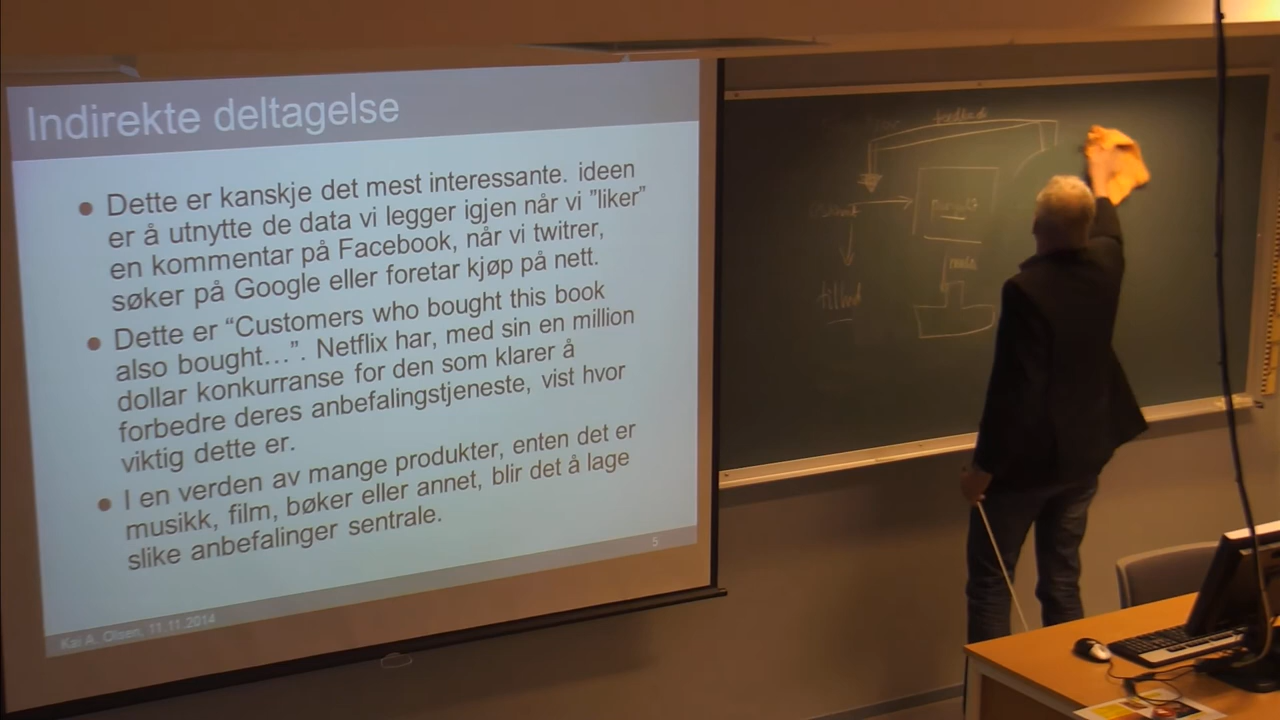 Indirekte deltagelse
Dette er kanskje det mest interessante. ideen
er å utnytte de data vi legger igjen når vi ”liker”
en kommentar på Facebook, når vi twitrer,
søker på Google eller foretar kjøp på nett.
Dette er “Customers who bought this book
also bought…”. Netflix har, med sin en million
dollar konkurranse for den som klarer å
forbedre deres anbefalingstjeneste, vist hvor
viktig dette er.
I en verden av mange produkter, enten det er
musikk, film, bøker eller annet, blir det å lage
slike anbefalinger sentrale.
5
Kai A. Olsen, 11.11.2014
tilbud